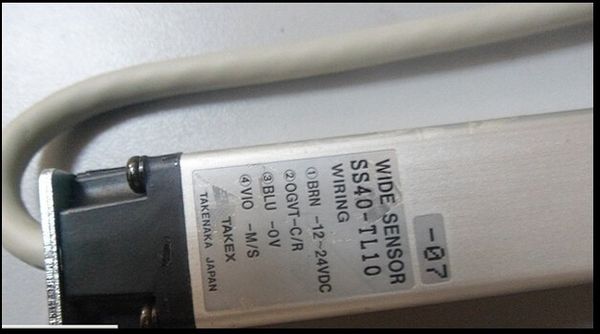 WIDE SENSOR
SS40-TL10
WIRING
①BRN -12~24VDC
②OGVT-C/R
③BLU -0V
④VIO -M/S
TAKEX
TAKENAKA JAPAN
-07